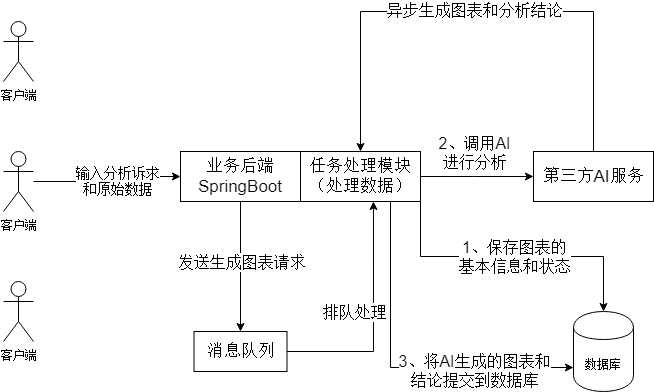 异步生成图表和分析结论
客户端
输入分析诉求
和原始数据
业务后端
SpringBoot
任务处理模块
（处理数据）
2、调用AI
进行分析
第三方AI服务
客户端
发送生成图表请求
1、保存图表的
基本信息和状态
排队处理
消息队列
客户端
3、将AI生成的图表和
结论提交到数据库
数据库